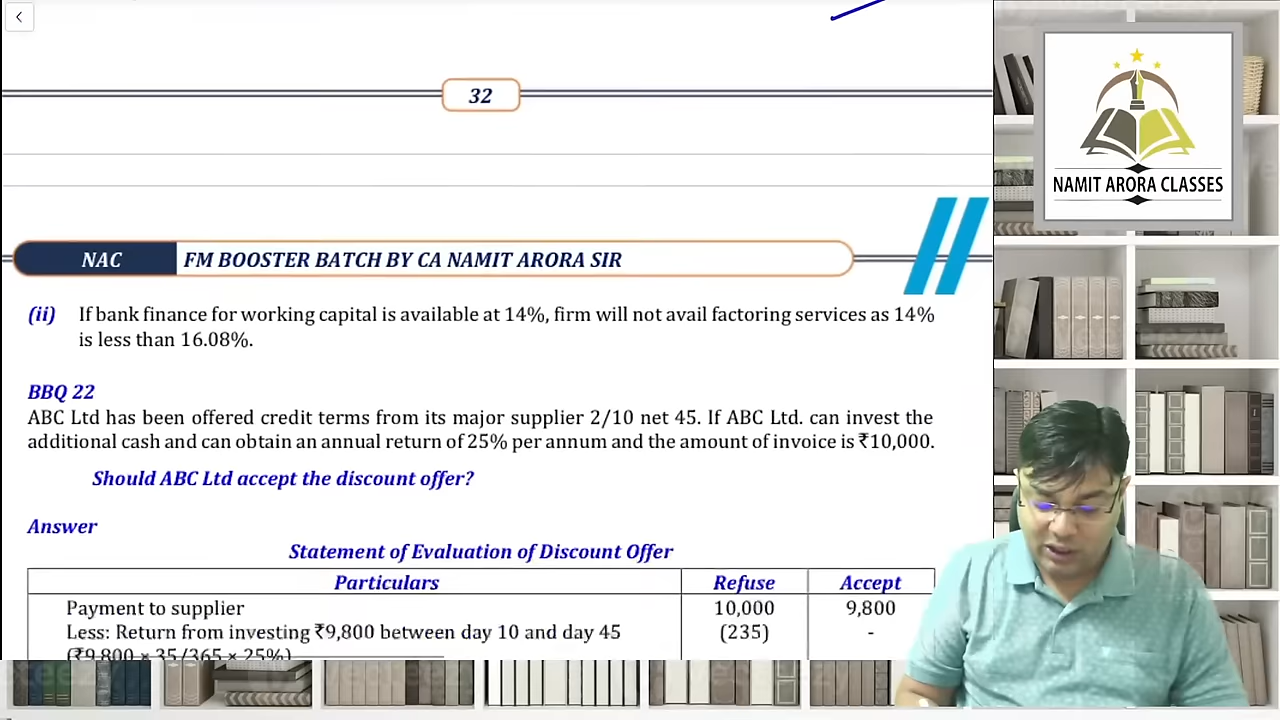 32
NAMIT ARORA CLASSES
NAC FM BOOSTER BATCH BY CA NAMIT ARORA SIR
(ii) If bank finance for working capital is available at 14%, firm will not avail factoring services as 14%
is less than 16.08%.
BBQ 22
ABC Ltd has been offered credit terms from its major supplier 2/10 net 45. If ABC Ltd. can invest the
additional cash and can obtain an annual return of 25% per annum and the amount of invoice is ₹10,000.
Should ABC Ltd accept the discount offer?
Answer
Statement of Evaluation of Discount Offer
Particulars Refuse Accept
Payment to supplier 10,000 9,800
Less: Return from investing ₹9,800 between day 10 and day 45 (235) -
(₹9,800 × 35/365 × 25%)